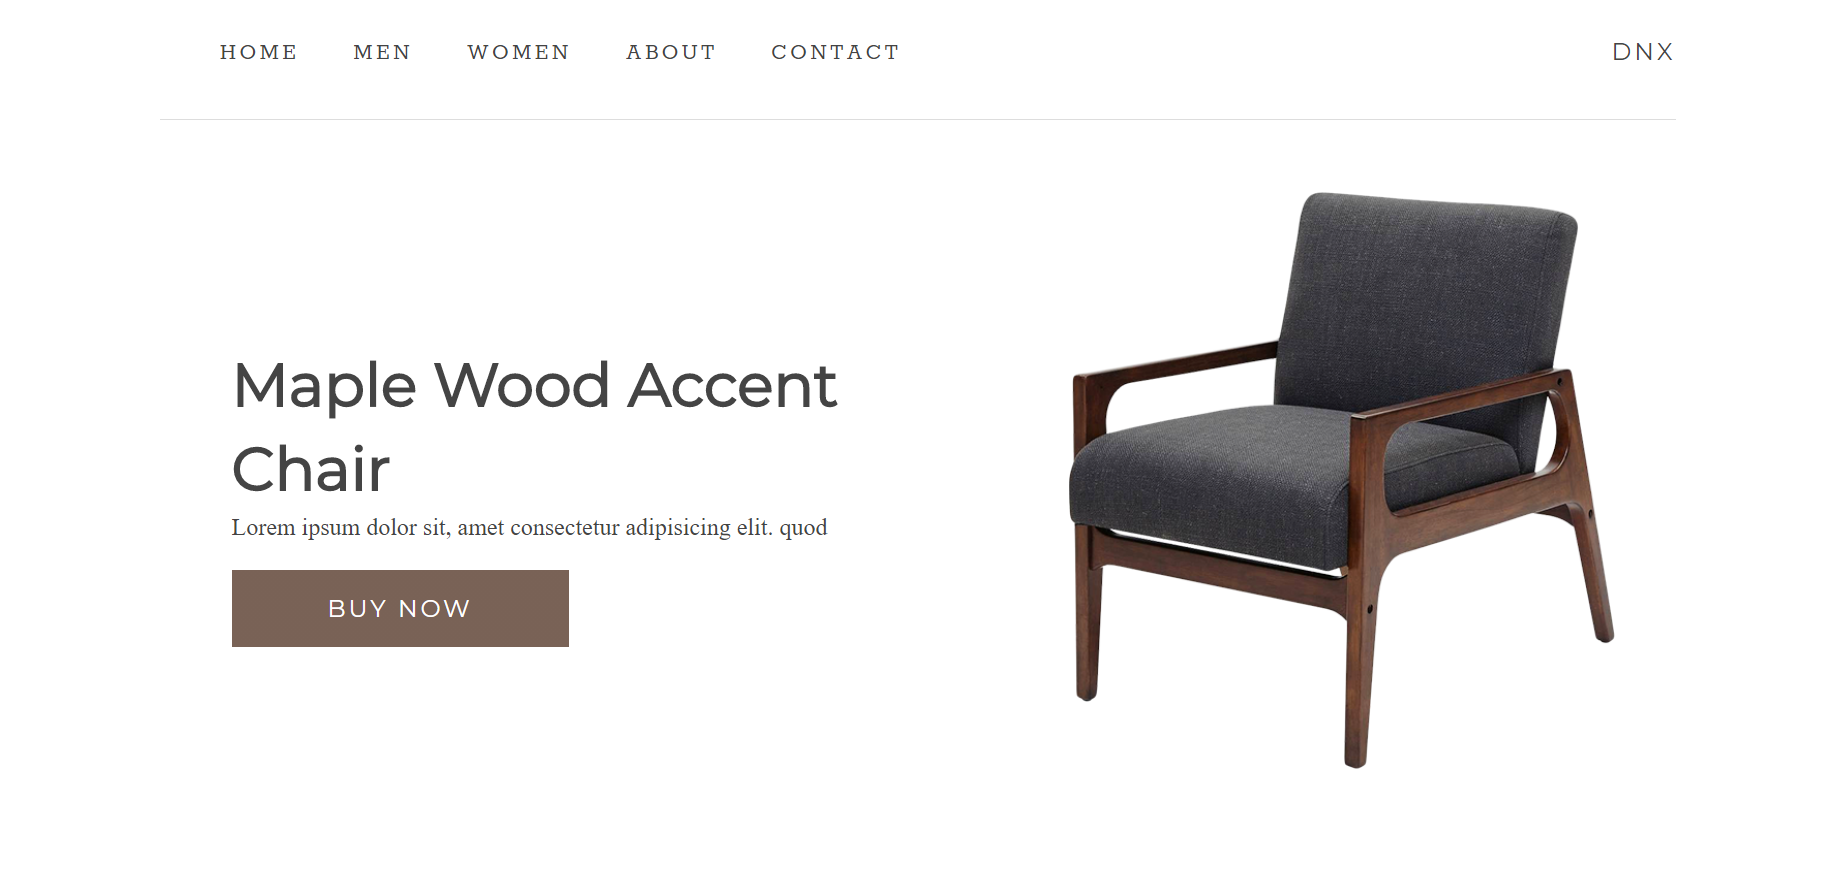 HOME MEN WOMEN ABOUT CONTACT DNX
Maple Wood Accent
Chair
Lorem ipsum dolor sit, amet consectetur adipisicing elit. quod
BUY NOW